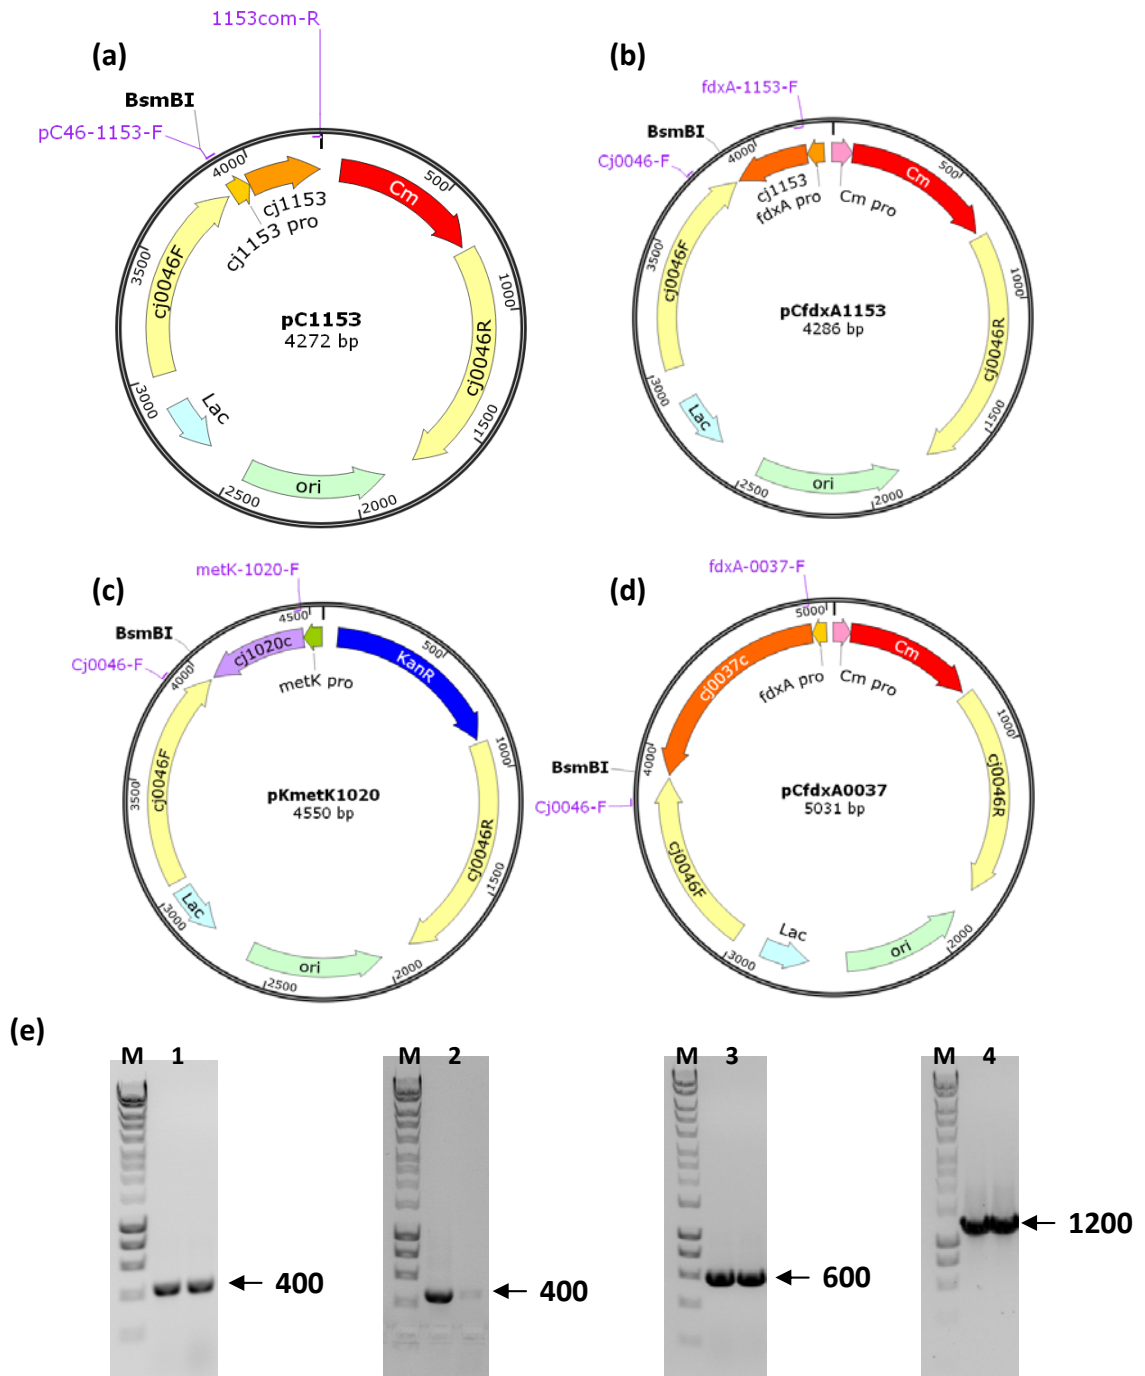 (a)
1153com-R
BsmBI
pC46-1153-F
4000
500
cj1153
cj1153 pro
Cm
3500
cj0046F
1000
pC1153
4272 bp
cj0046R
3000
Lac
1500
ori
2500
2000
(b)
fdxA-1153-F
BsmBI
Cj0046-F
4000
500
cj1153
fdxA pro
Cm pro
Cm
3500
cj0046F
1000
pCfdxA1153
4286 bp
cj0046R
3000
Lac
1500
ori
2500
2000
(c)
metK-1020-F
4500
BsmBI
Cj0046-F
4000
cj1020c
metK pro
500
KanR
cj0046F
3500
1000
pKmetK1020
4550 bp
cj0046R
1500
Lac
3000
ori
2500
2000
(d)
fdxA-0037-F
5000
cj0037c
fdxA pro
Cm pro
500
Cm
1000
BsmBI
4000
Cj0046-F
pCfdxA0037
5031 bp
cj0046R
cj0046F
Lac
3000
ori
2000
(e)
M 1
400
M 2
400
M 3
600
M 4
1200